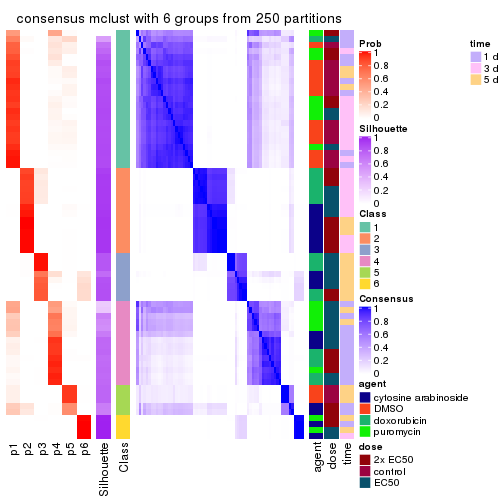 consensus mclust with 6 groups from 250 partitions
Prob
1
0.8
0.6
0.4
0.2
0
time
1 d
3 d
5 d
Silhouette
1
0.8
0.6
0.4
0.2
0
Class
1
2
3
4
5
6
Consensus
1
0.8
0.6
0.4
0.2
0
agent
cytosine arabinoside
DMSO
doxorubicin
puromycin
dose
2x EC50
control
EC50
p1
p2
p3
p4
p5
p6
Silhouette
Class
agent
dose
time